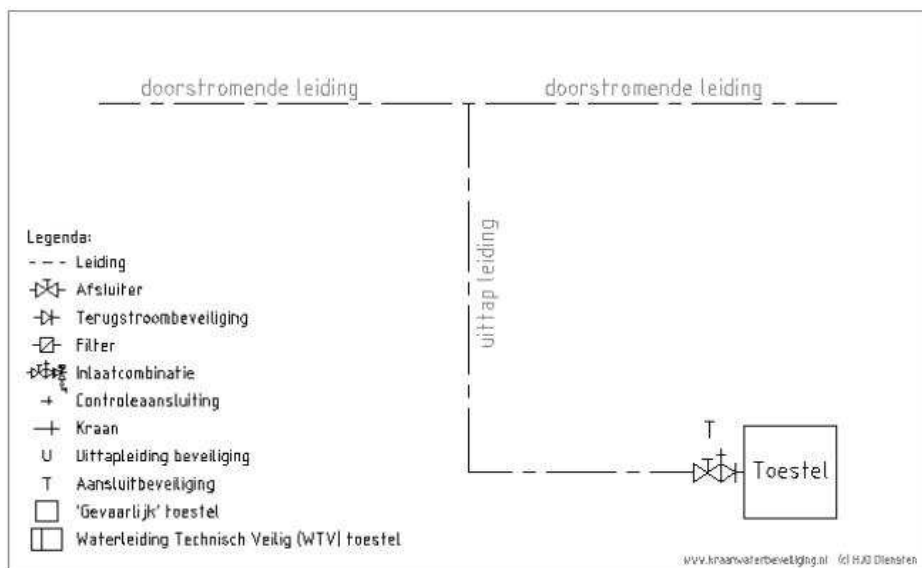 doorstromende leiding
doorstromende leiding
uittap leiding
Legenda:
Leiding
Afsluiter
Terugstroombeveiliging
Filter
Inlaatcombinatie
Controleaansluiting
Kraan
U Uittapleiding beveiliging
T Aansluitbeveiliging
'Gevaarlijk' toestel
Waterleiding Technisch Veilig (WTV) toestel
T
Toestel
www.kraanwaterbeveiliging.nl (c) HJO Diensten